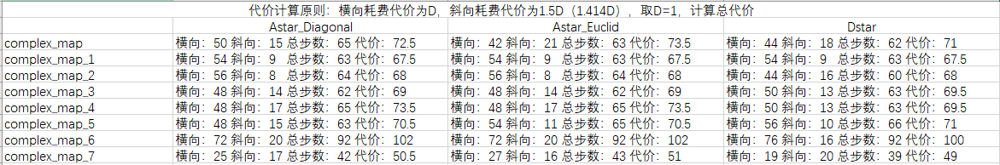 代价计算原则：横向耗费代价为D，斜向耗费代价为1.5D（1.414D），取D=1，计算总代价
Astar_Diagonal Astar_Euclid Dstar
complex_map 横向：50 斜向：15 总步数：65 代价：72.5 横向：42 斜向：21 总步数：63 代价：73.5 横向：44 斜向：18 总步数：62 代价：71
complex_map_1 横向：54 斜向：9 总步数：63 代价：67.5 横向：54 斜向：9 总步数：63 代价：67.5 横向：54 斜向：9 总步数：63 代价：67.5
complex_map_2 横向：56 斜向：8 总步数：64 代价：68 横向：56 斜向：8 总步数：64 代价：68 横向：44 斜向：16 总步数：60 代价：68
complex_map_3 横向：48 斜向：14 总步数：62 代价：69 横向：48 斜向：14 总步数：62 代价：69 横向：50 斜向：13 总步数：63 代价：69.5
complex_map_4 横向：48 斜向：17 总步数：65 代价：73.5 横向：48 斜向：17 总步数：65 代价：73.5 横向：50 斜向：13 总步数：63 代价：69.5
complex_map_5 横向：48 斜向：15 总步数：63 代价：70.5 横向：54 斜向：11 总步数：65 代价：70.5 横向：56 斜向：10 总步数：66 代价：71
complex_map_6 横向：72 斜向：20 总步数：92 代价：102 横向：72 斜向：20 总步数：92 代价：102 横向：76 斜向：16 总步数：92 代价：100
complex_map_7 横向：25 斜向：17 总步数：42 代价：50.5 横向：27 斜向：16 总步数：43 代价：51 横向：19 斜向：20 总步数：39 代价：49